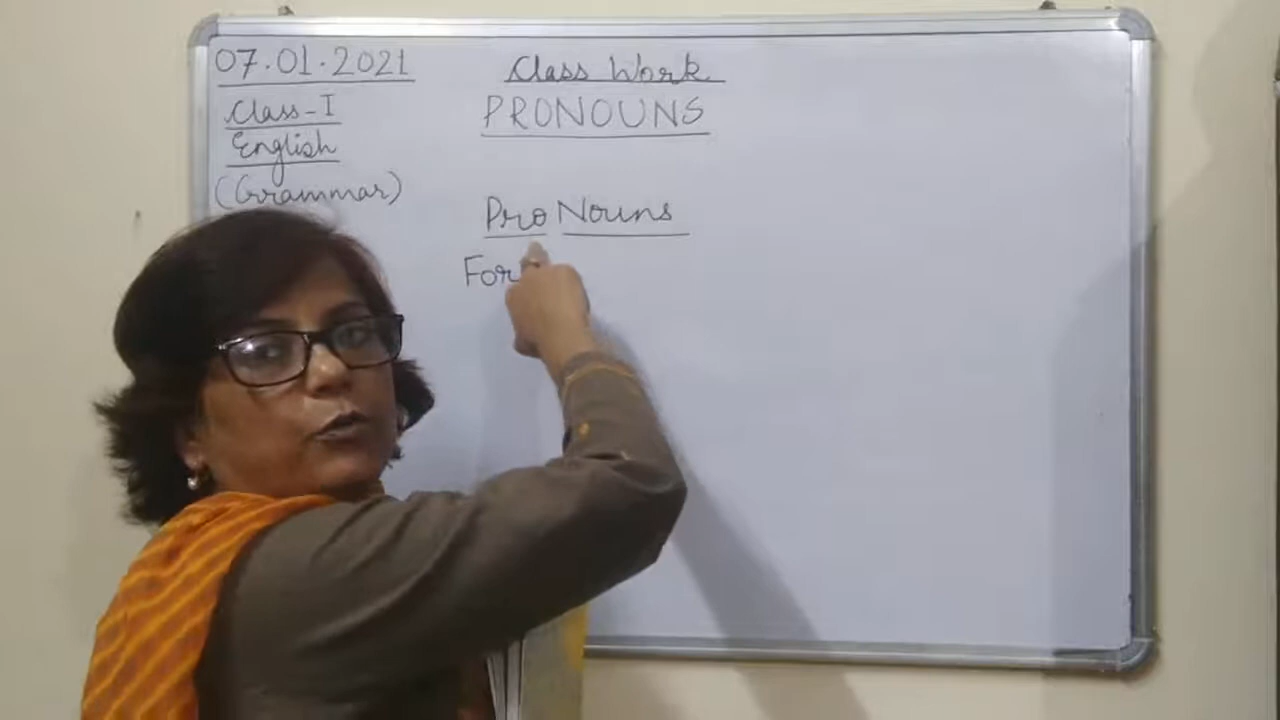 07.01.2021
Class Work
Class-I
PRONOUNS
English
(Grammar)
Pro Nouns
For